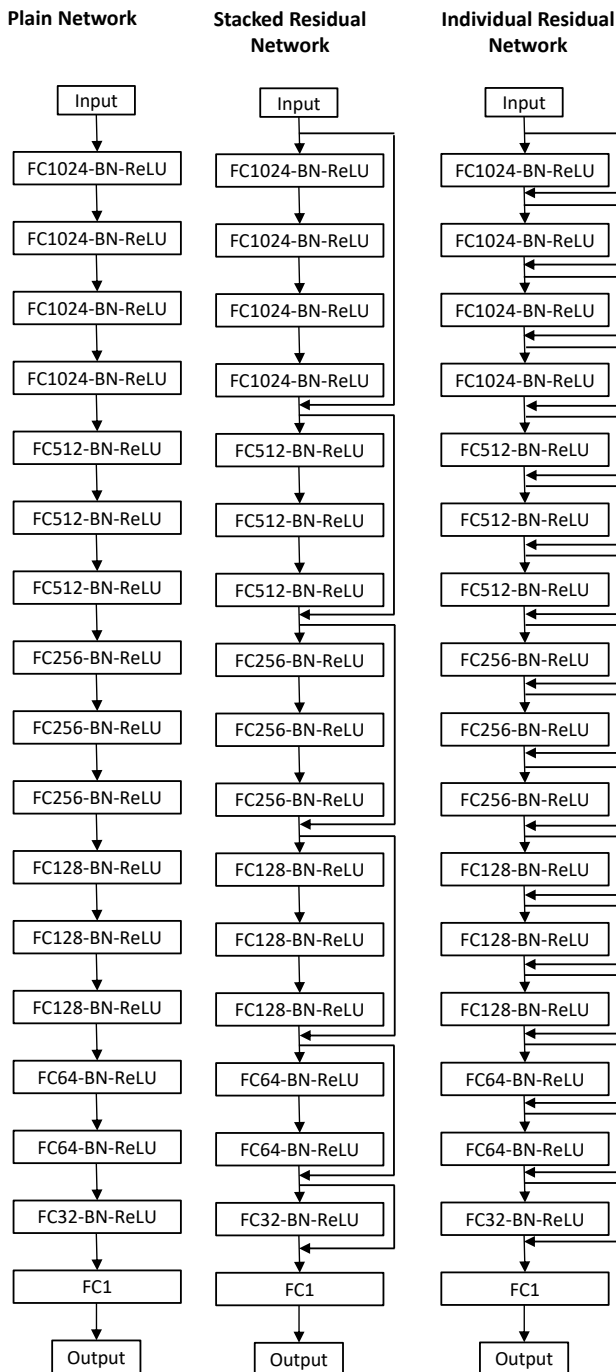 Plain Network
Input
FC1024-BN-ReLU
FC1024-BN-ReLU
FC1024-BN-ReLU
FC1024-BN-ReLU
FC512-BN-ReLU
FC512-BN-ReLU
FC512-BN-ReLU
FC256-BN-ReLU
FC256-BN-ReLU
FC256-BN-ReLU
FC128-BN-ReLU
FC128-BN-ReLU
FC128-BN-ReLU
FC64-BN-ReLU
FC64-BN-ReLU
FC32-BN-ReLU
FC1
Output
Stacked Residual
Network
Input
FC1024-BN-ReLU
FC1024-BN-ReLU
FC1024-BN-ReLU
FC1024-BN-ReLU
FC512-BN-ReLU
FC512-BN-ReLU
FC512-BN-ReLU
FC256-BN-ReLU
FC256-BN-ReLU
FC256-BN-ReLU
FC128-BN-ReLU
FC128-BN-ReLU
FC128-BN-ReLU
FC64-BN-ReLU
FC64-BN-ReLU
FC32-BN-ReLU
FC1
Output
Individual Residual
Network
Input
FC1024-BN-ReLU
FC1024-BN-ReLU
FC1024-BN-ReLU
FC1024-BN-ReLU
FC512-BN-ReLU
FC512-BN-ReLU
FC512-BN-ReLU
FC256-BN-ReLU
FC256-BN-ReLU
FC256-BN-ReLU
FC128-BN-ReLU
FC128-BN-ReLU
FC128-BN-ReLU
FC64-BN-ReLU
FC64-BN-ReLU
FC32-BN-ReLU
FC1
Output